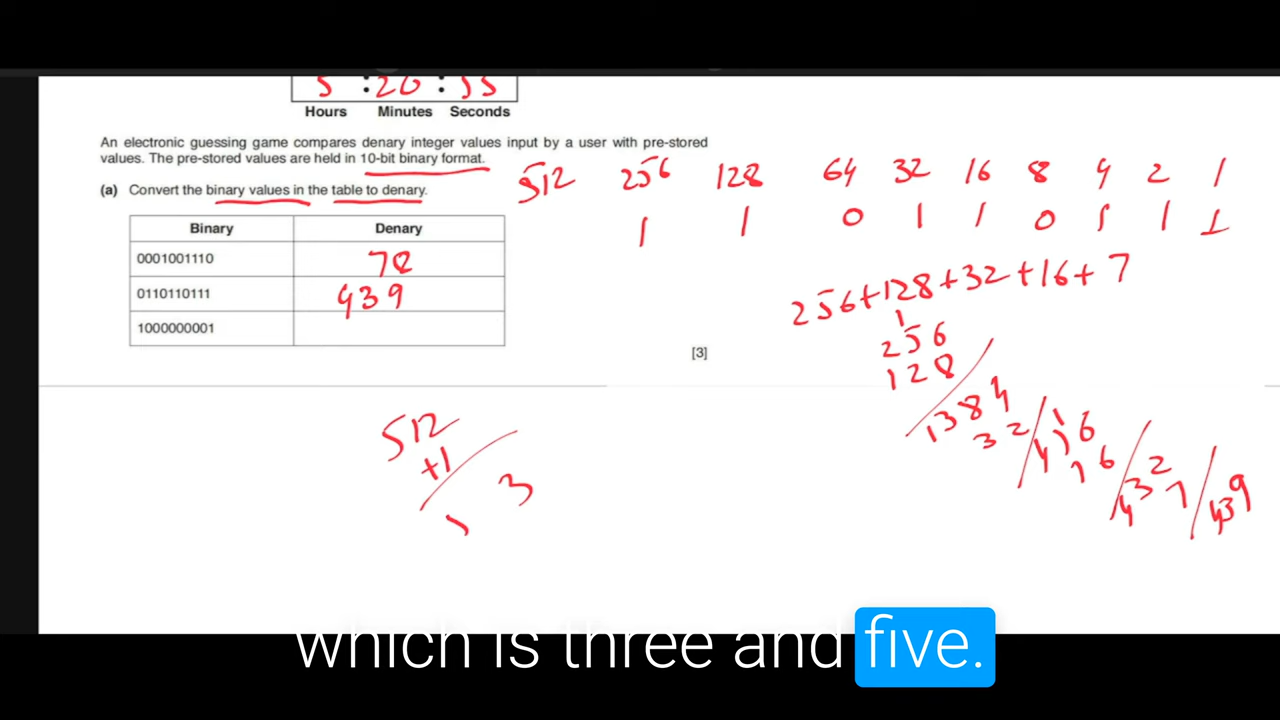 5 : 20 : 55
Hours Minutes Seconds
An electronic guessing game compares denary integer values input by a user with pre-stored
values. The pre-stored values are held in 10-bit binary format.
(a) Convert the binary values in the table to denary.
512 256 128 64 32 16 8 4 2 1
1 1 0 1 1 0 1 1 1
Binary Denary
0001001110 78
0110110111 439
1000000001
[3]
256+128+32+16+7
1
256
128
384
32
1
416
16
432
7
439
512
+1
1 3
which is three and five.